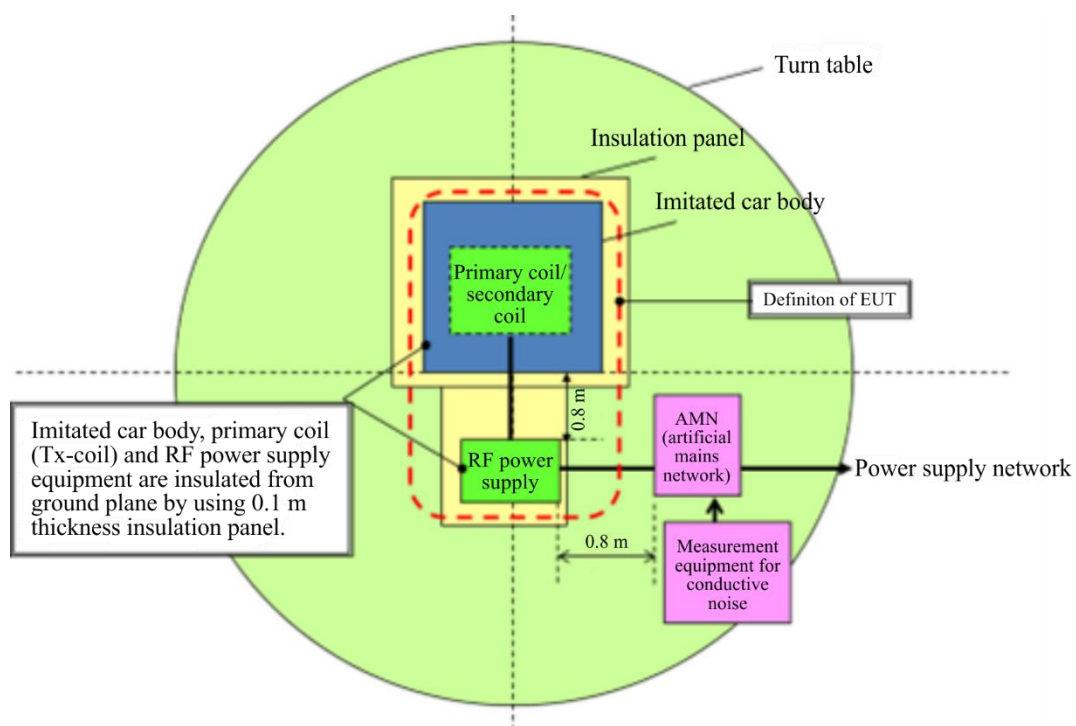 Turn table
Insulation panel
Imitated car body
Primary coil/
secondary
coil
Definiton of EUT
0.8 m
Imitated car body, primary coil
(Tx-coil) and RF power supply
equipment are insulated from
ground plane by using 0.1 m
thickness insulation panel.
RF power
supply
AMN
(artificial
mains
network)
Power supply network
0.8 m
Measurement
equipment for
conductive
noise